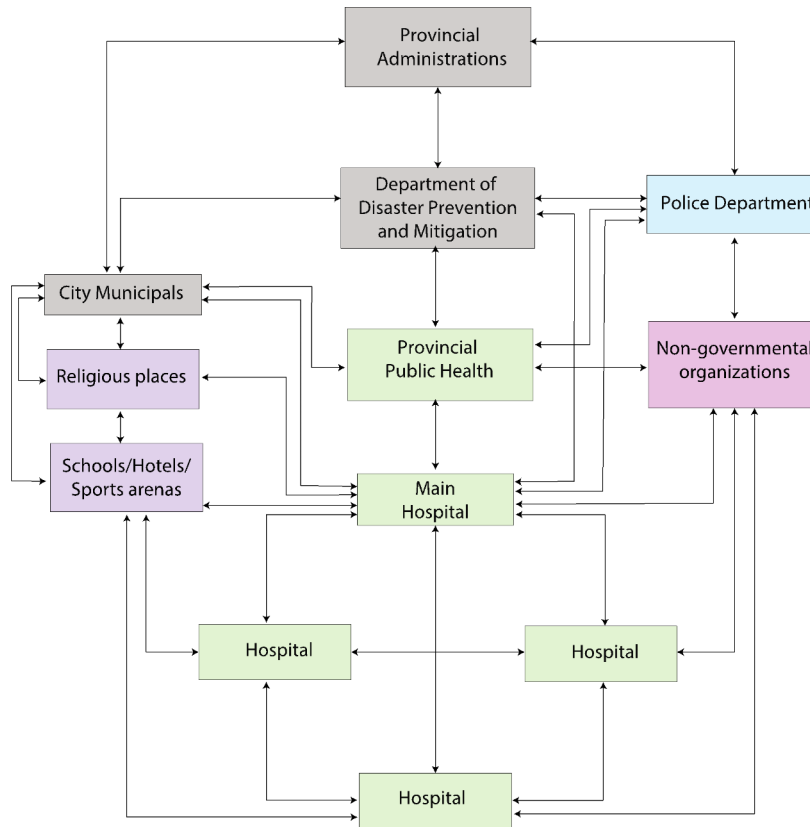 Provincial
Administrations
Department of
Disaster Prevention
and Mitigation
Police Department
City Municipals
Provincial
Public Health
Non-governmental
organizations
Religious places
Schools/Hotels/
Sports arenas
Main
Hospital
Hospital
Hospital
Hospital